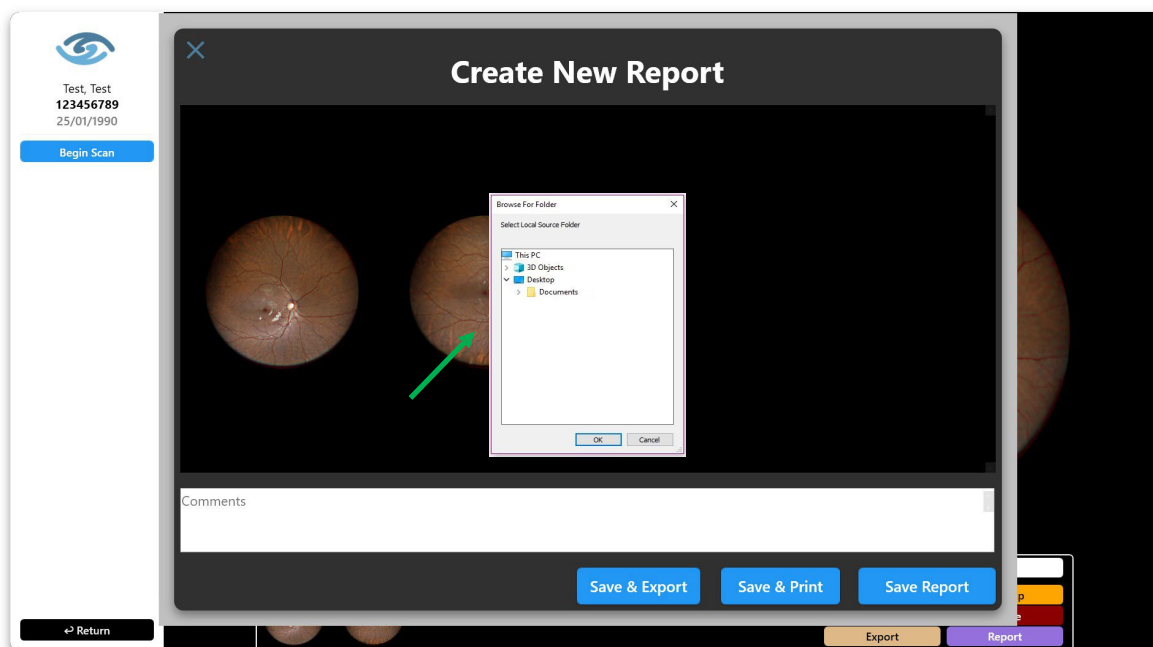 Test, Test
123456789
25/01/1990
Begin Scan
Create New Report
Browse For Folder
Select Local Source Folder
This PC
3D Objects
Desktop
Documents
OK Cancel
Comments
Save & Export Save & Print Save Report
Return
Export Report